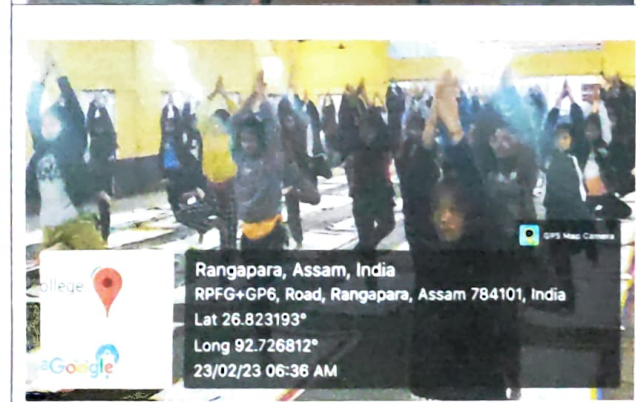 GPS Map Camera
Rangapara, Assam, India
RPFG+GP6, Road, Rangapara, Assam 784101, India
Lat 26.823193°
Long 92.726812°
23/02/23 06:36 AM
ollege
Google